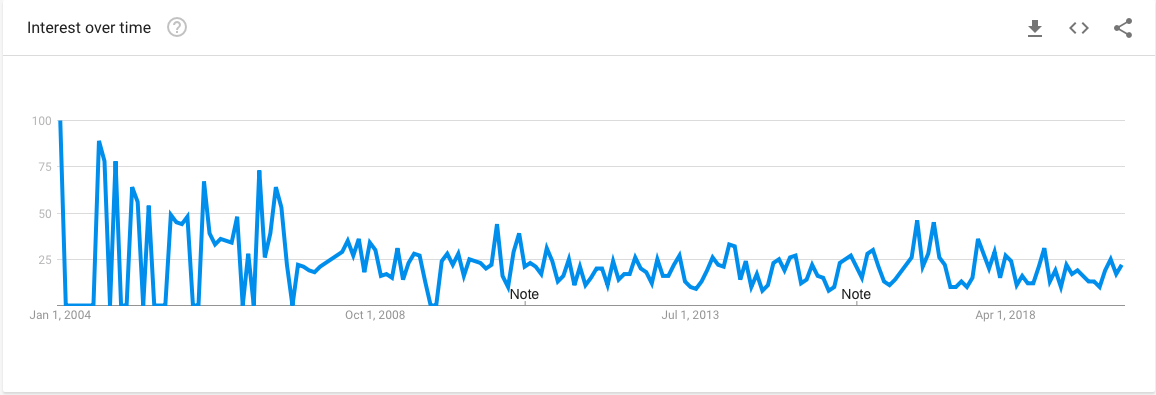 Interest over time
100
75
50
25
Note
Note
Jan 1, 2004
Oct 1, 2008
Jul 1, 2013
Apr 1, 2018